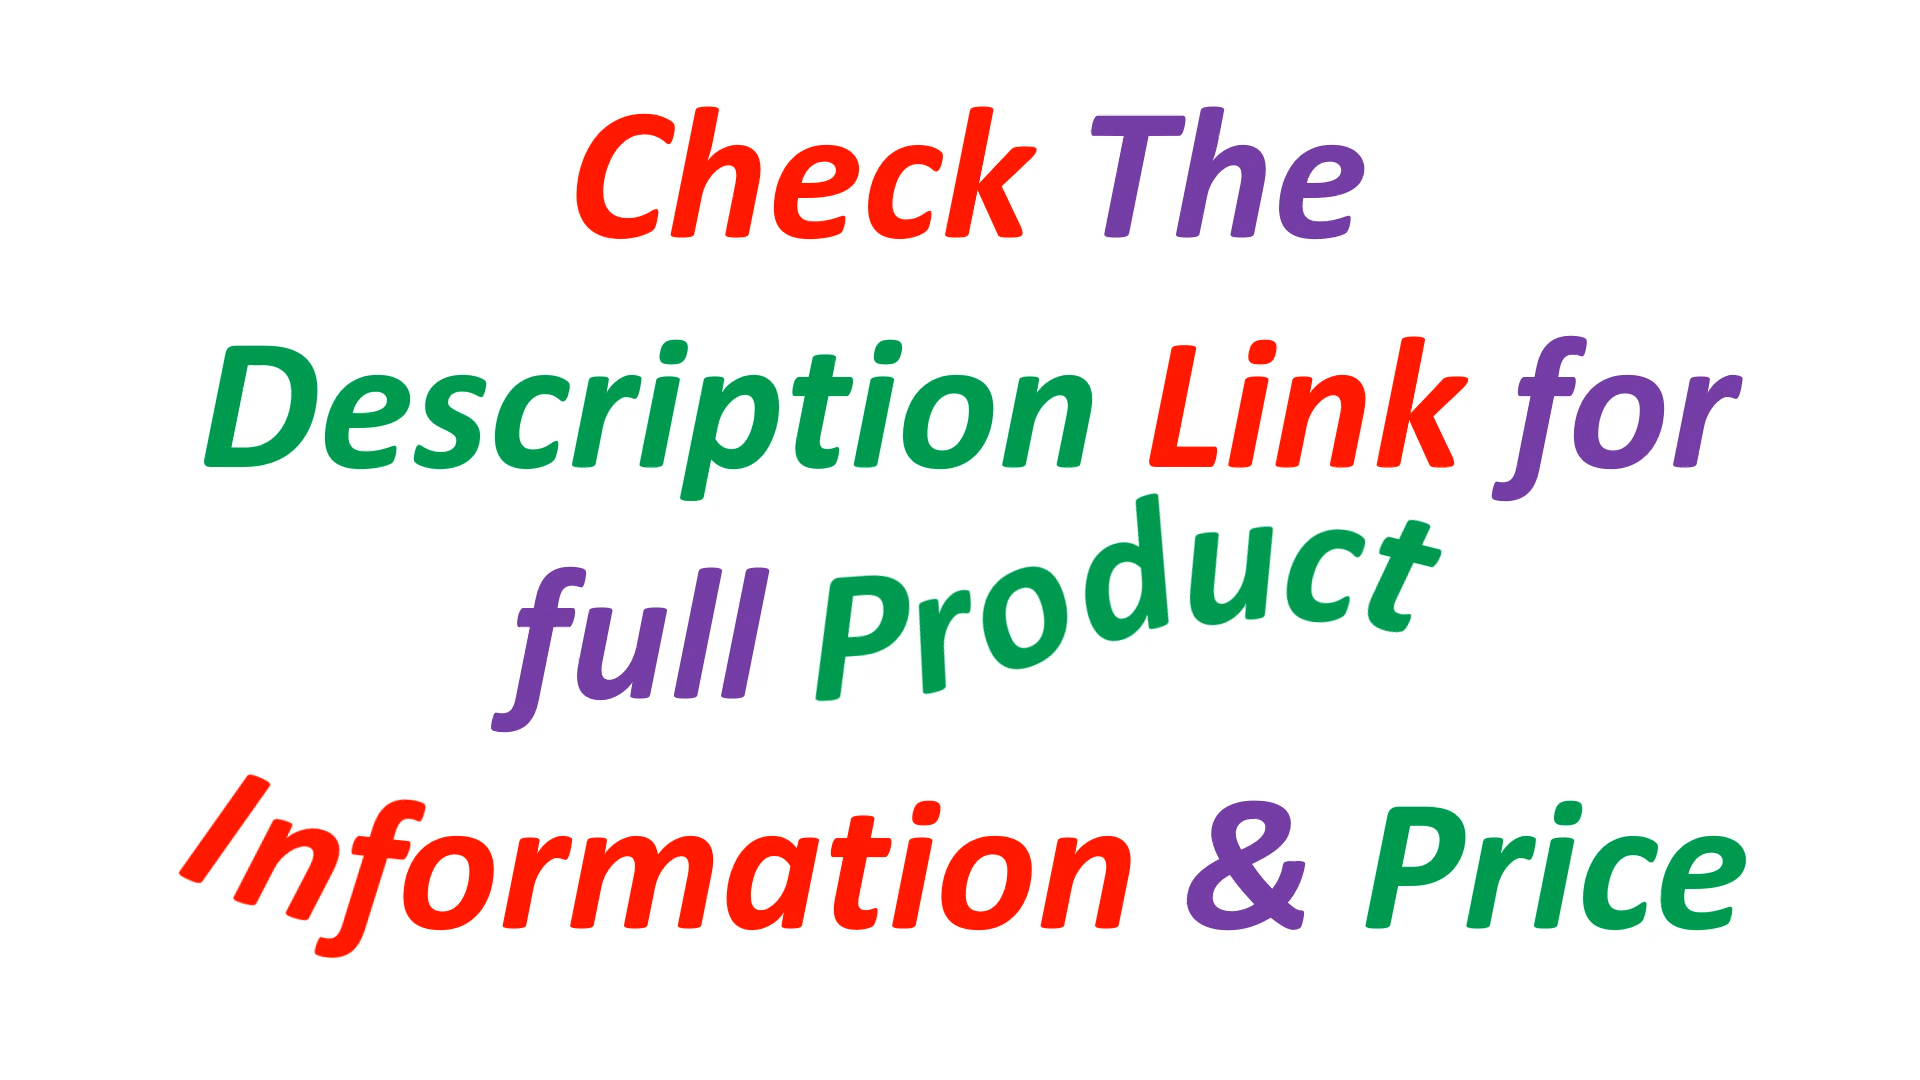 Check The
Description Link for
full Product
Information & Price